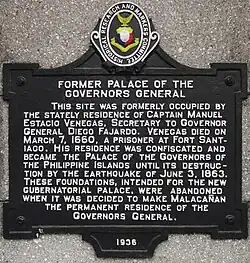 HISTORICAL RESEARCH AND MARKERS COMMITTEE
FORMER PALACE OF THE
GOVERNORS GENERAL
THIS SITE WAS FORMERLY OCCUPIED BY
THE STATELY RESIDENCE OF CAPTAIN MANUEL
ESTACIO VENEGAS, SECRETARY TO GOVERNOR
GENERAL DIEGO FAJARDO. VENEGAS DIED ON
MARCH 7, 1660, A PRISONER AT FORT SANT-
IAGO. HIS RESIDENCE WAS CONFISCATED AND
BECAME THE PALACE OF THE GOVERNORS OF
THE PHILIPPINE ISLANDS UNTIL ITS DESTRUC-
TION BY THE EARTHQUAKE OF JUNE 3, 1863.
THESE FOUNDATIONS, INTENDED FOR THE NEW
GUBERNATORIAL PALACE, WERE ABANDONED
WHEN IT WAS DECIDED TO MAKE MALACAÑAN
THE PERMANENT RESIDENCE OF THE
GOVERNORS GENERAL.
1936